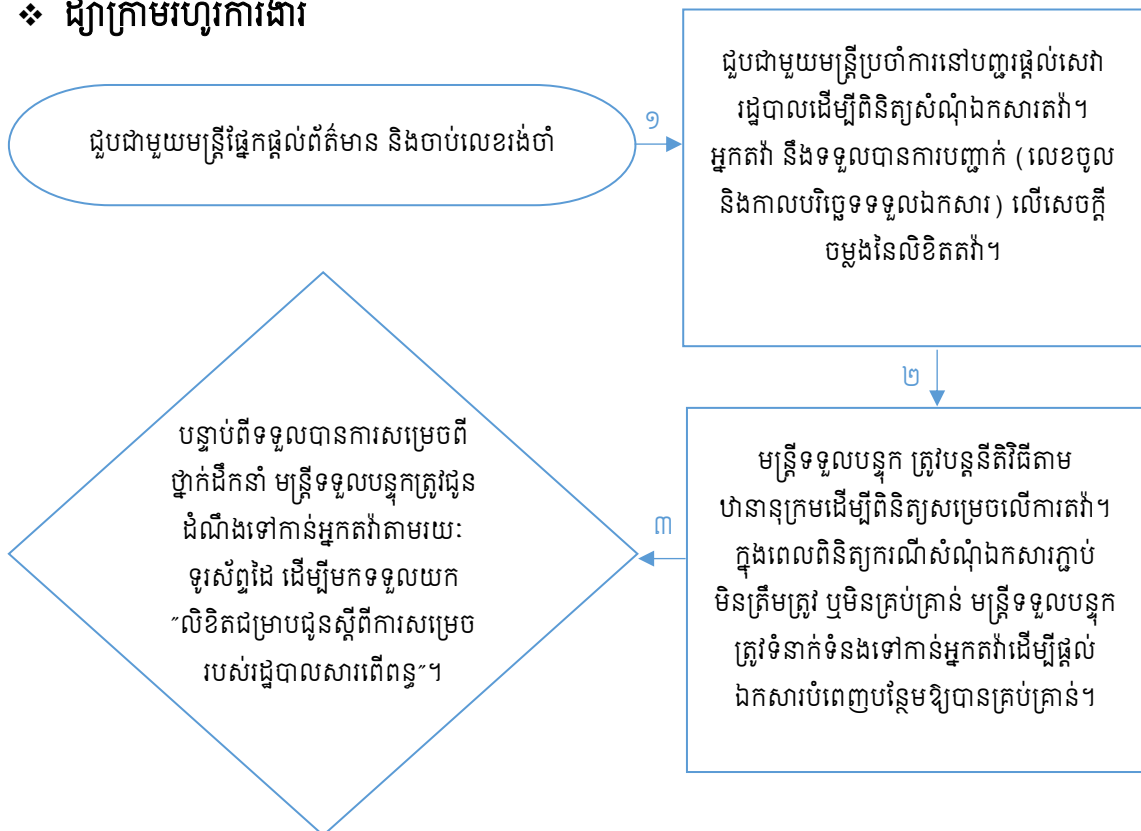 ❖ ដ្យាក្រាមរំហូរការងារ
ជួបជាមួយមន្ត្រីផ្នែកផ្តល់ព័ត៌មាន និងចាប់លេខរង់ចាំ
១
ជួបជាមួយមន្ត្រីប្រចាំការនៅបញ្ជរផ្តល់សេវា
រដ្ឋបាលដើម្បីពិនិត្យសំណុំឯកសារតវ៉ា។
អ្នកតវ៉ា នឹងទទួលបានការបញ្ជាក់ (លេខចូល
និងកាលបរិច្ឆេទទទួលឯកសារ) លើសេចក្តី
ចម្លងនៃលិខិតតវ៉ា។
២
មន្ត្រីទទួលបន្ទុក ត្រូវបន្តនីតិវិធីតាម
ឋានានុក្រមដើម្បីពិនិត្យសម្រេចលើការតវ៉ា។
ក្នុងពេលពិនិត្យករណីសំណុំឯកសារភ្ជាប់
មិនត្រឹមត្រូវ ឬមិនគ្រប់គ្រាន់ មន្ត្រីទទួលបន្ទុក
ត្រូវទំនាក់ទំនងទៅកាន់អ្នកតវ៉ាដើម្បីផ្តល់
ឯកសារបំពេញបន្ថែមឱ្យបានគ្រប់គ្រាន់។
៣
បន្ទាប់ពីទទួលបានការសម្រេចពី
ថ្នាក់ដឹកនាំ មន្ត្រីទទួលបន្ទុកត្រូវជូន
ដំណឹងទៅកាន់អ្នកតវ៉ាតាមរយៈ
ទូរស័ព្ទដៃ ដើម្បីមកទទួលយក
“លិខិតជម្រាបជូនស្តីពីការសម្រេច
របស់រដ្ឋបាលសារពើពន្ធ”។